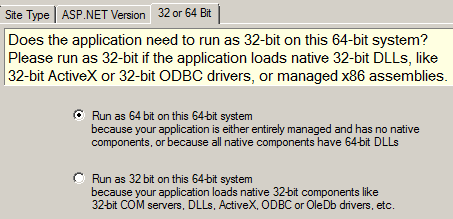 Site Type | ASP.NET Version | 32 or 64 Bit
Does the application need to run as 32-bit on this 64-bit system?
Please run as 32-bit if the application loads native 32-bit DLLs, like
32-bit ActiveX or 32-bit ODBC drivers, or managed x86 assemblies.
Run as 64 bit on this 64-bit system
because your application is either entirely managed and has no native
components, or because all native components have 64-bit DLLs
Run as 32 bit on this 64-bit system
because your application loads native 32-bit components like
32-bit COM servers, DLLs, ActiveX, ODBC or OleDb drivers, etc.